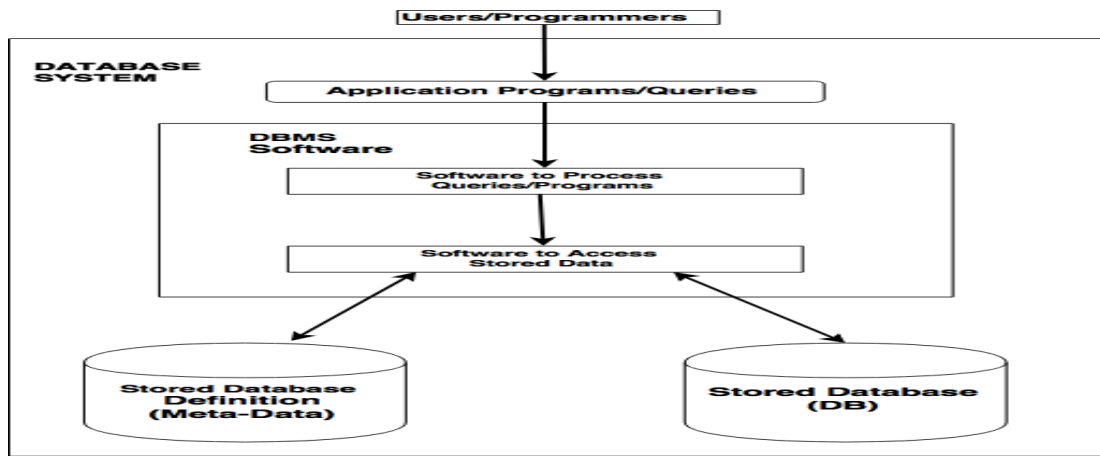 Users/Programmers
DATABASE
SYSTEM
Application Programs/Queries
DBMS
Software
Software to Process
Queries/Programs
Software to Access
Stored Data
Stored Database
Definition
(Meta-Data)
Stored Database
(DB)